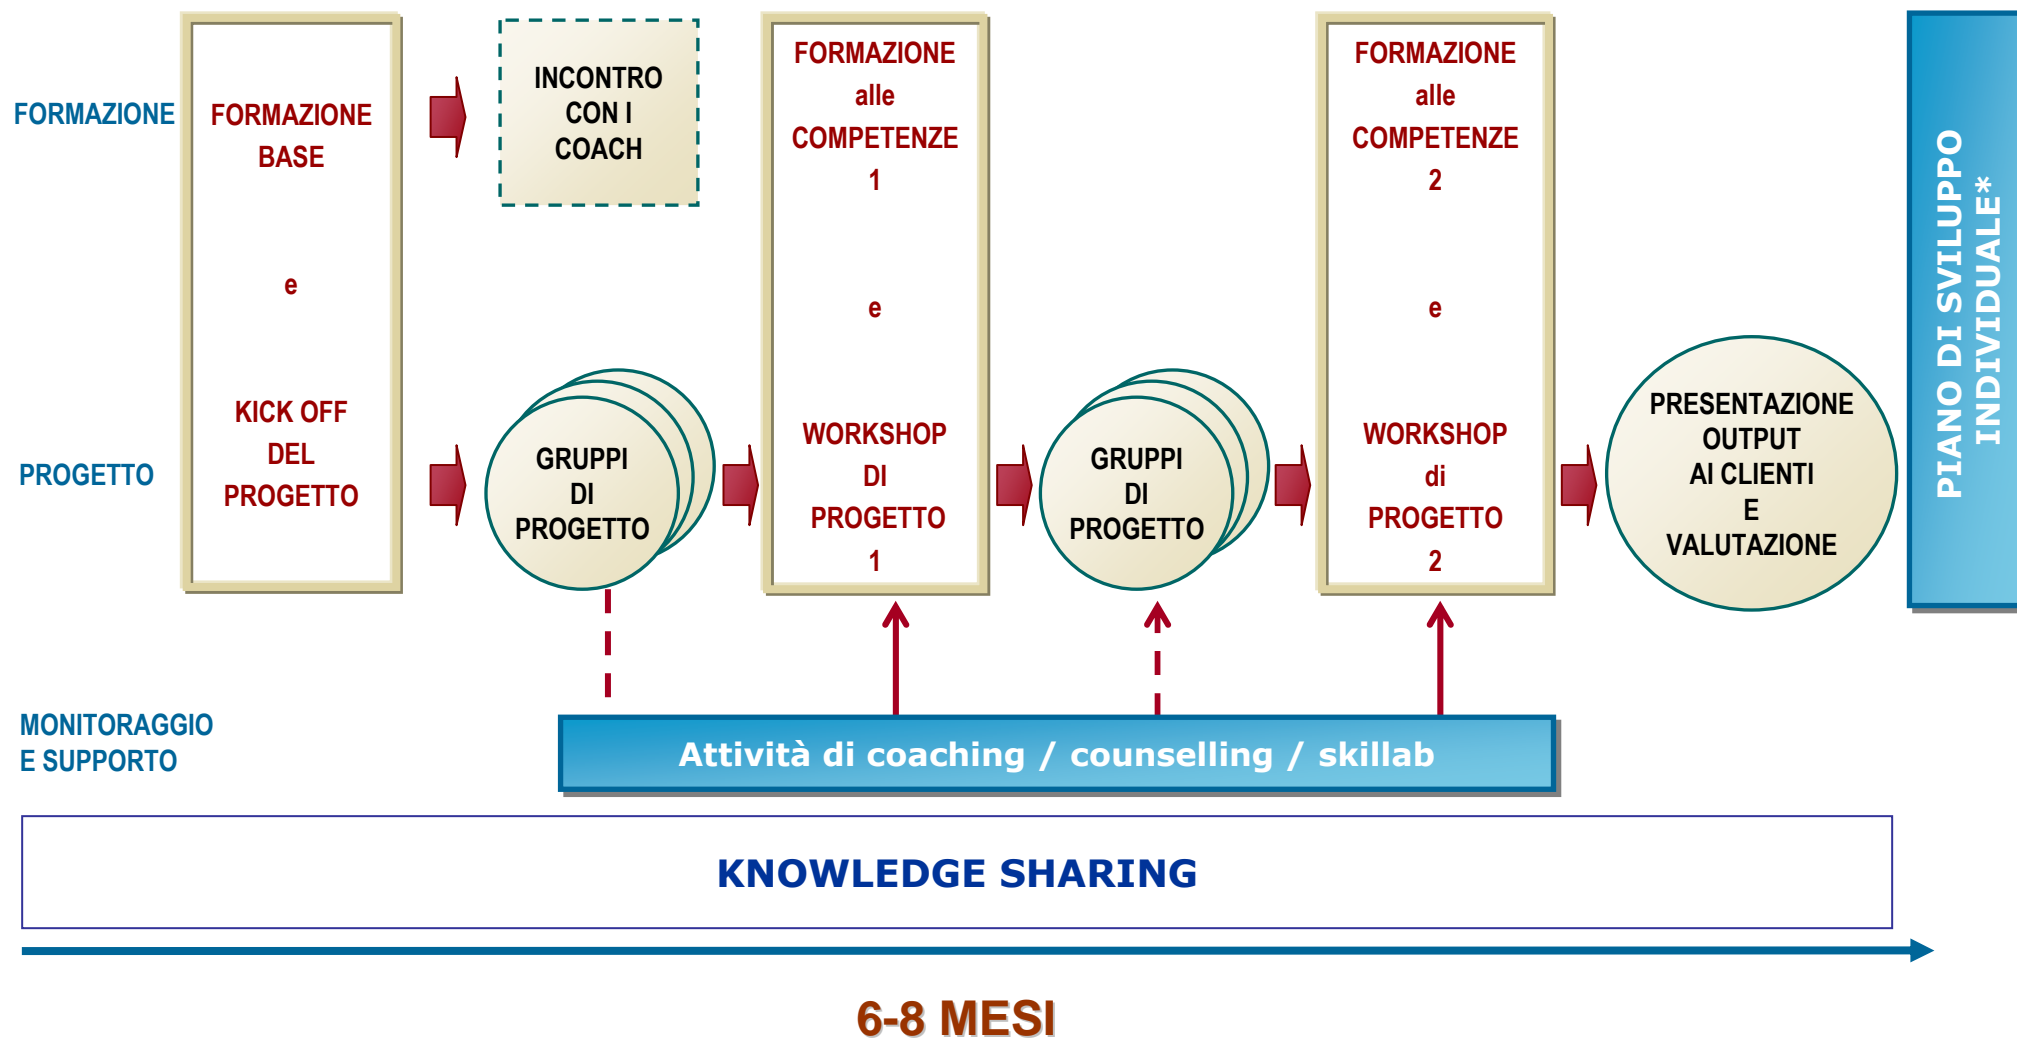 FORMAZIONE
FORMAZIONE
BASE
e
KICK OFF
DEL
PROGETTO
INCONTRO
CON I
COACH
FORMAZIONE
alle
COMPETENZE
1
e
WORKSHOP
DI
PROGETTO
1
FORMAZIONE
alle
COMPETENZE
2
e
WORKSHOP
di
PROGETTO
2
PIANO DI SVILUPPO
INDIVIDUALE*
PROGETTO
GRUPPI
DI
PROGETTO
GRUPPI
DI
PROGETTO
PRESENTAZIONE
OUTPUT
AI CLIENTI
E
VALUTAZIONE
MONITORAGGIO
E SUPPORTO
Attività di coaching / counselling / skillab
KNOWLEDGE SHARING
6-8 MESI